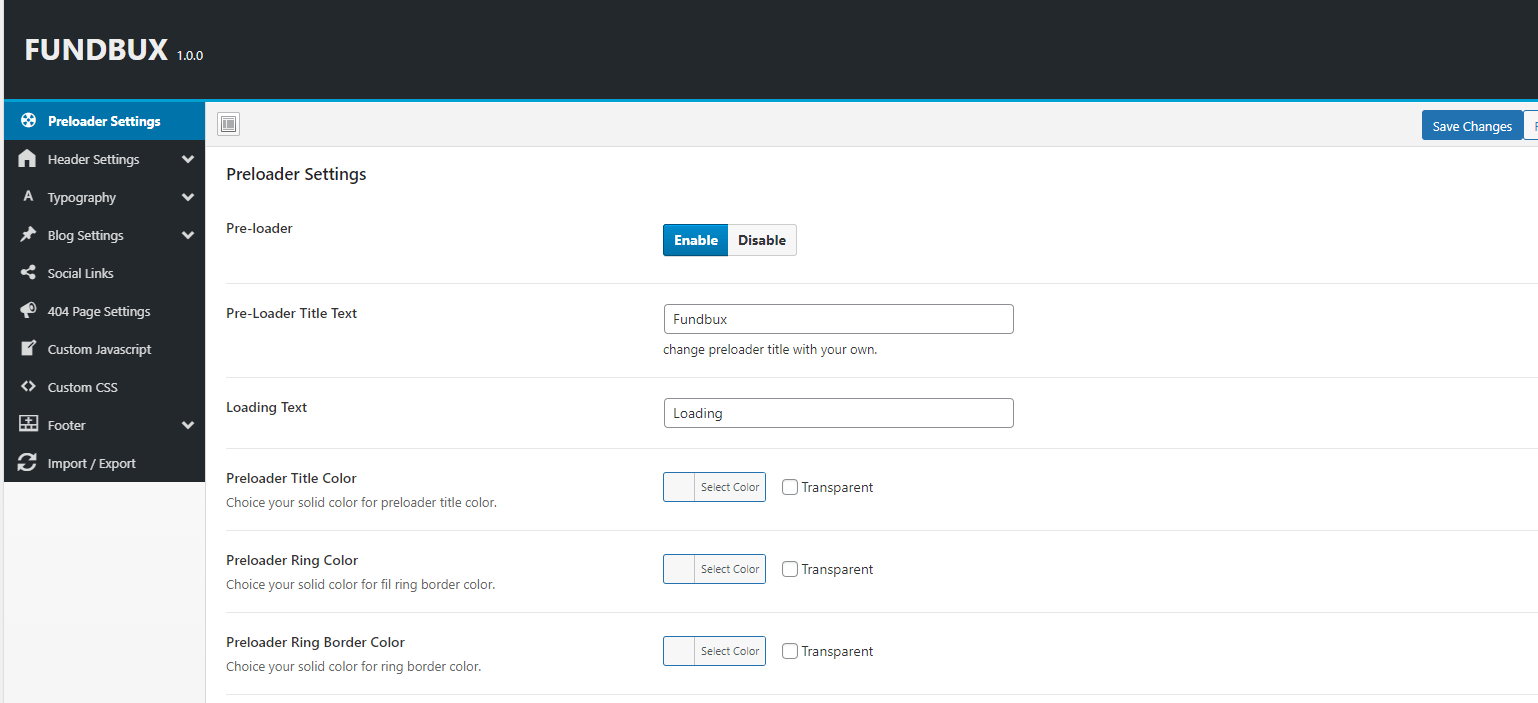 FUNDBUX 1.0.0
Preloader Settings
Header Settings
Typography
Blog Settings
Social Links
404 Page Settings
Custom Javascript
Custom CSS
Footer
Import / Export
Save Changes
Preloader Settings
Pre-loader
Enable Disable
Pre-Loader Title Text
Fundbux
change preloader title with your own.
Loading Text
Loading
Preloader Title Color
Choice your solid color for preloader title color.
Select Color Transparent
Preloader Ring Color
Choice your solid color for fil ring border color.
Select Color Transparent
Preloader Ring Border Color
Choice your solid color for ring border color.
Select Color Transparent